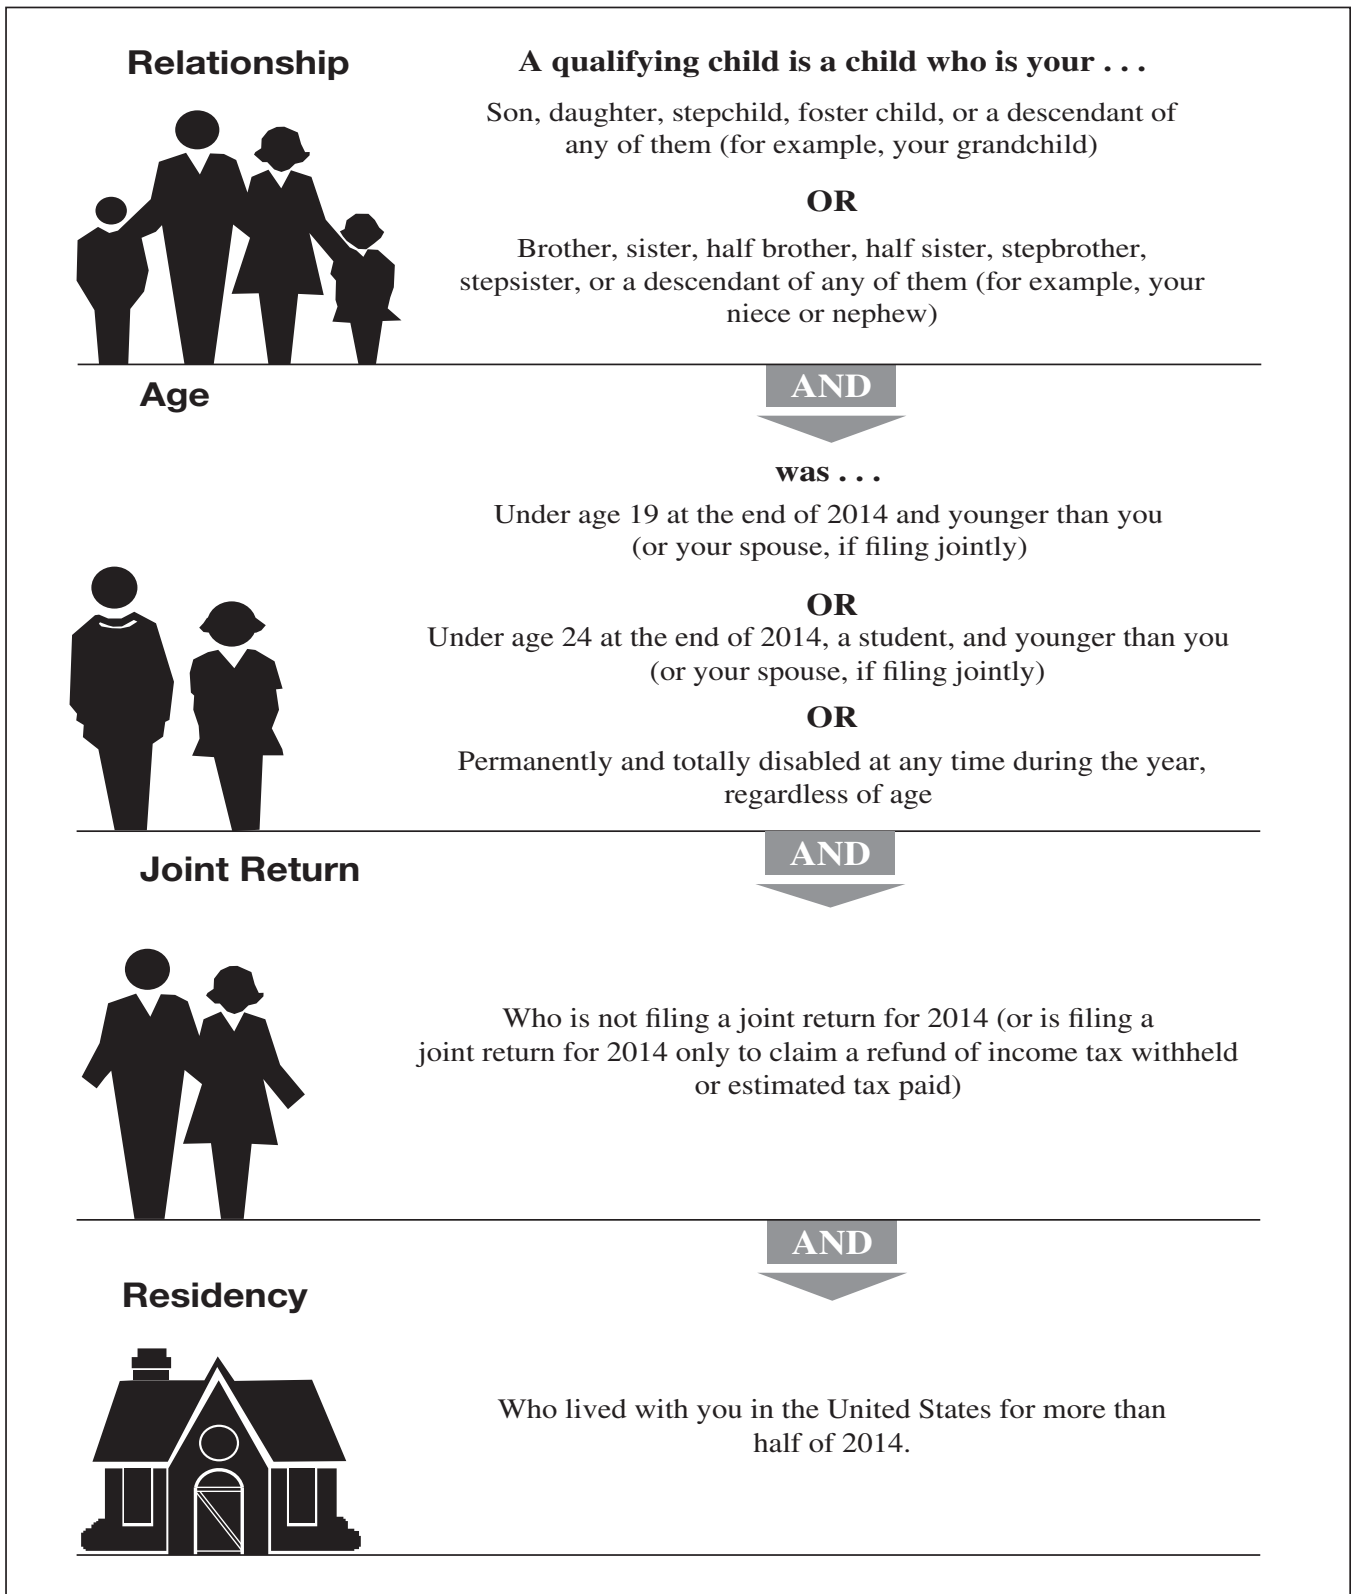 Relationship
A qualifying child is a child who is your . . .
Son, daughter, stepchild, foster child, or a descendant of
any of them (for example, your grandchild)
OR
Brother, sister, half brother, half sister, stepbrother,
stepsister, or a descendant of any of them (for example, your
niece or nephew)
AND
Age
was . . .
Under age 19 at the end of 2014 and younger than you
(or your spouse, if filing jointly)
OR
Under age 24 at the end of 2014, a student, and younger than you
(or your spouse, if filing jointly)
OR
Permanently and totally disabled at any time during the year,
regardless of age
AND
Joint Return
Who is not filing a joint return for 2014 (or is filing a
joint return for 2014 only to claim a refund of income tax withheld
or estimated tax paid)
AND
Residency
Who lived with you in the United States for more than
half of 2014.